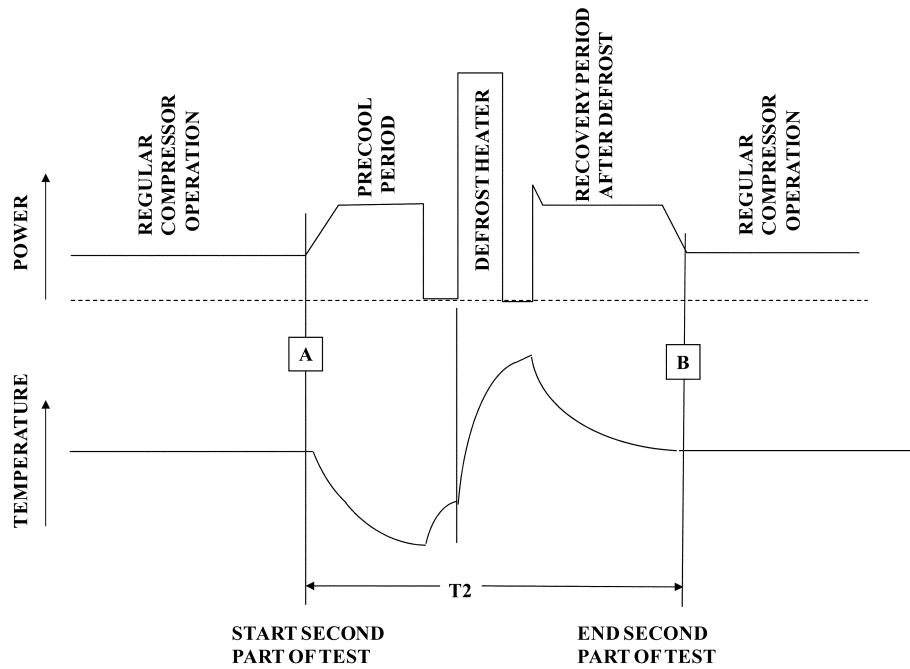 REGULAR
COMPRESSOR
OPERATION
PRECOOL
PERIOD
DEFROST HEATER
RECOVERY PERIOD
AFTER DEFROST
REGULAR
COMPRESSOR
OPERATION
POWER
A
B
TEMPERATURE
T2
START SECOND
PART OF TEST
END SECOND
PART OF TEST